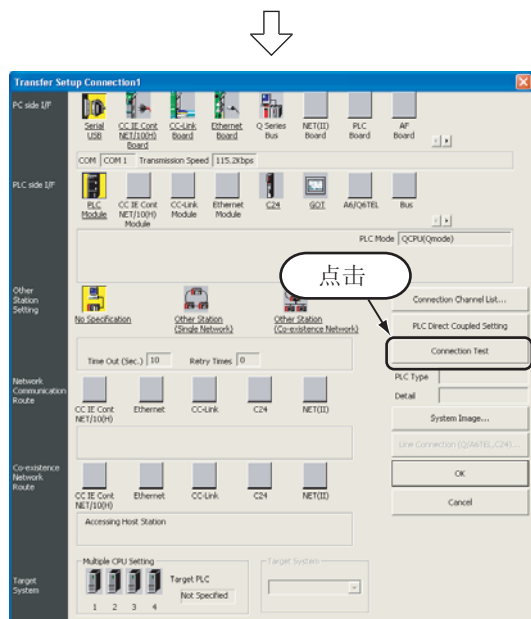 Transfer Setup Connection1
PC side I/F
Serial USB
CC IE Cont NET/10(H) Board
CC-Link Board
Ethernet Board
Q Series Bus
NET(II) Board
PLC Board
AF Board
COM COM 1 Transmission Speed 115.2Kbps
PLC side I/F
PLC Module
CC IE Cont NET/10(H) Module
CC-Link Module
Ethernet Module
C24
GOT
A6/Q6TEL
Bus
PLC Mode QCPU(Qmode)
点击
Other Station Setting
No Specification
Other Station (Single Network)
Other Station (Co-existence Network)
Time Out (Sec.) 10 Retry Times 0
Connection Channel List...
PLC Direct Coupled Setting
Connection Test
PLC Type
Detail
System Image...
Line Connection (Q/A6TEL,C24)...
OK
Cancel
Network Communication Route
CC IE Cont NET/10(H)
Ethernet
CC-Link
C24
NET(II)
Co-existence Network Route
CC IE Cont NET/10(H)
Ethernet
CC-Link
C24
NET(II)
Accessing Host Station
Target System
Multiple CPU Setting
1 2 3 4
Target PLC
Not Specified
Target System